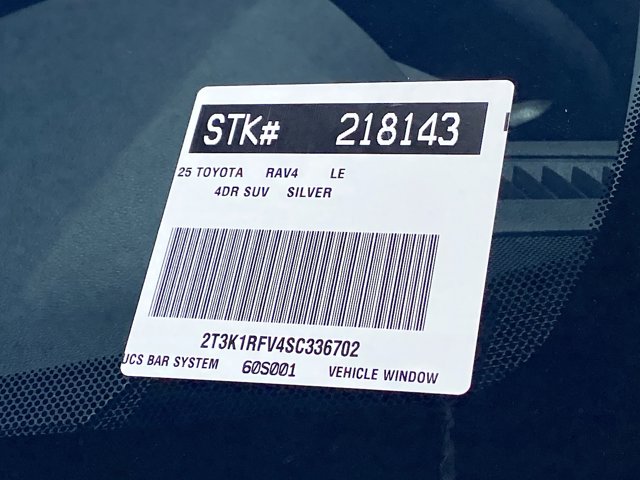 STK# 218143
25 TOYOTA RAV4 LE
4DR SUV SILVER
2T3K1RFV4SC336702
UCS BAR SYSTEM 60S001 VEHICLE WINDOW